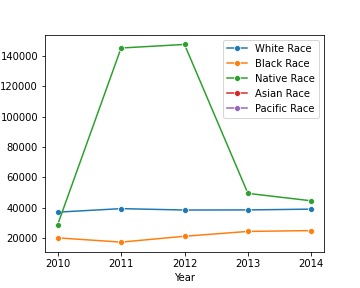 140000
120000
100000
80000
60000
40000
20000
White Race
Black Race
Native Race
Asian Race
Pacific Race
2010 2011 2012 2013 2014
Year